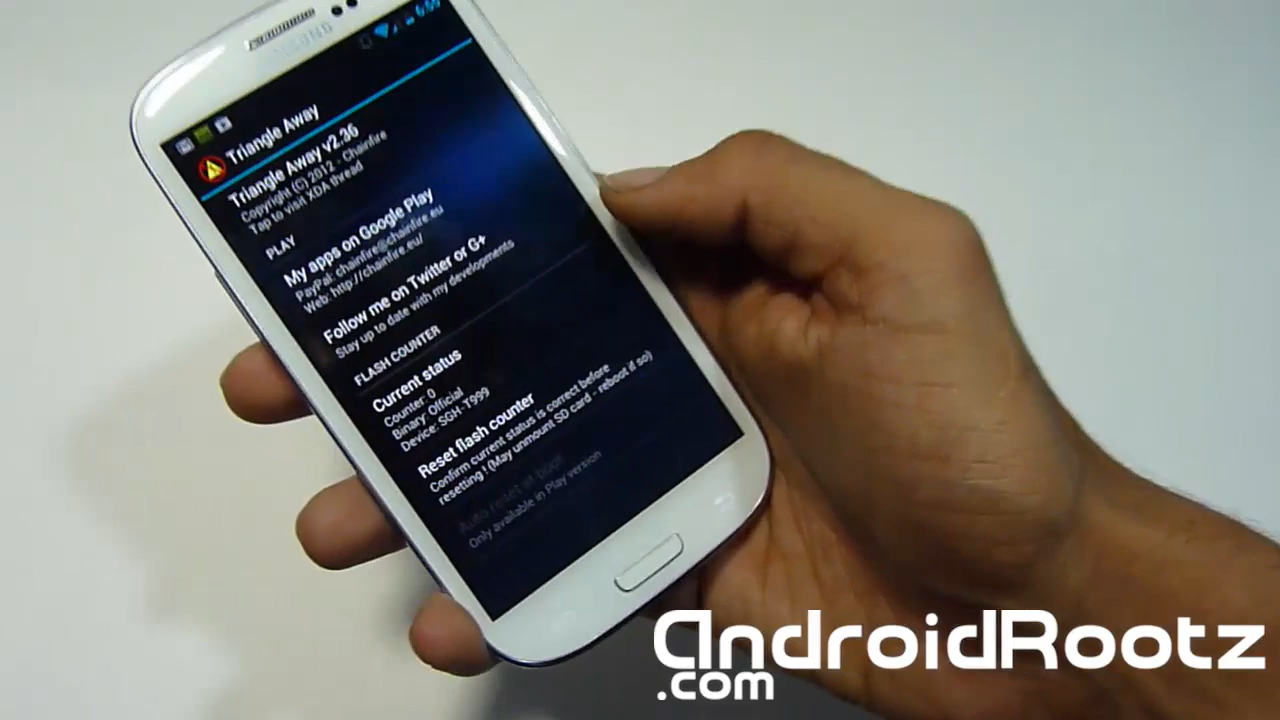 SAMSUNG
6:00
Triangle Away
Triangle Away v2.36
Copyright (C) 2012 - Chainfire
Tap to visit XDA thread
PLAY
My apps on Google Play
PayPal: chainfire@chainfire.eu
Web: http://chainfire.eu/
Follow me on Twitter or G+
Stay up to date with my developments
FLASH COUNTER
Current status
Counter: 0
Binary: Official
Device: SGH-T999
Reset flash counter
Confirm current status is correct before
resetting ! (May unmount SD card - reboot if so)
Auto reset at boot
Only available in Play version
AndroidRootz
.com